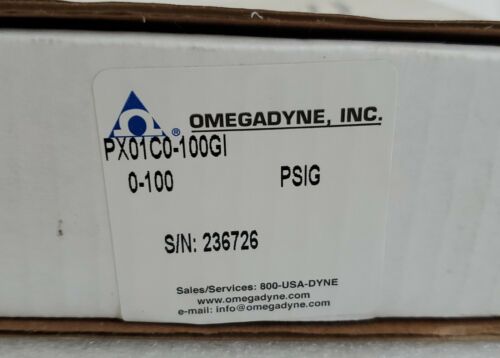 OMEGADYNE, INC.
®
PX01C0-100GI
0-100 PSIG
S/N: 236726
Sales/Services: 800-USA-DYNE
www.omegadyne.com
e-mail: info@omegadyne.com